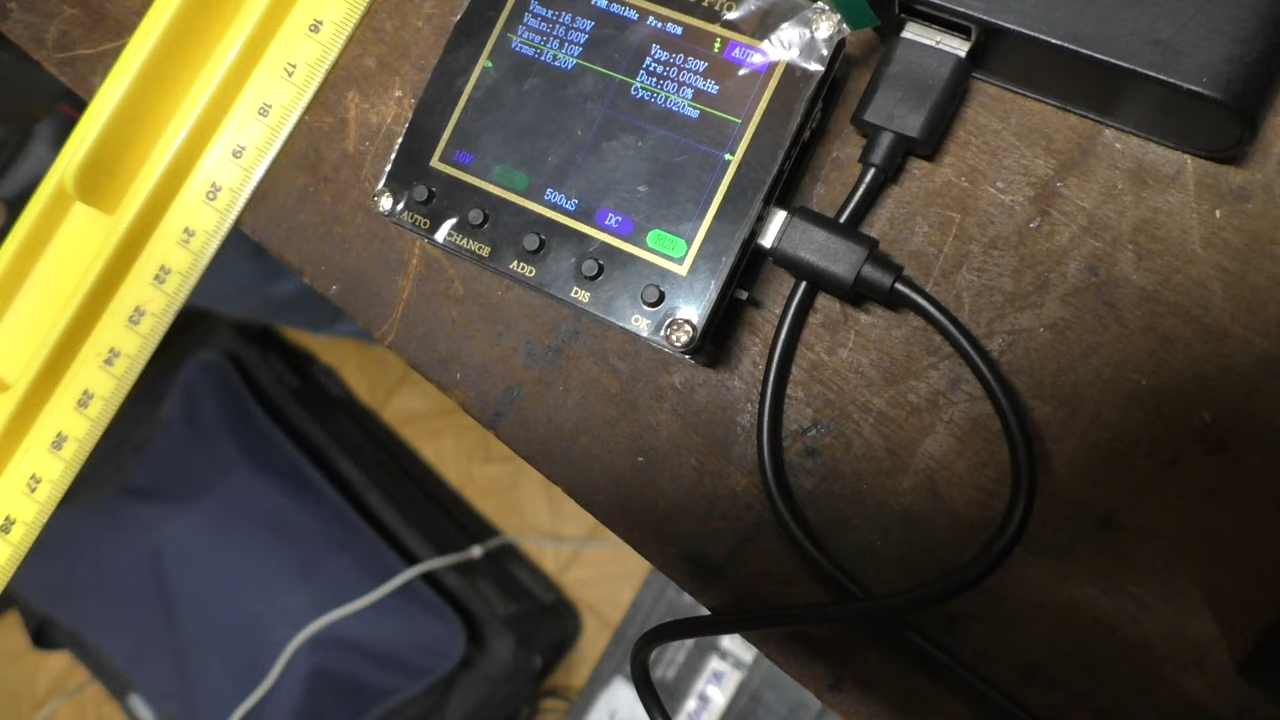 PRO
PWM:001kHz Fre:50%
Vmax:16.30V
Vmin:16.00V
Vave:16.10V
Vrms:16.20V
AUTO
Vpp:0.30V
Fre:0.000kHz
Dut:00.0%
Cyc:0.020ms
10V
500uS
DC
RUN
AUTO
CHANGE
ADD
DIS
OK
16
17
18
19
20
21
22
23
24
25
26
27
28